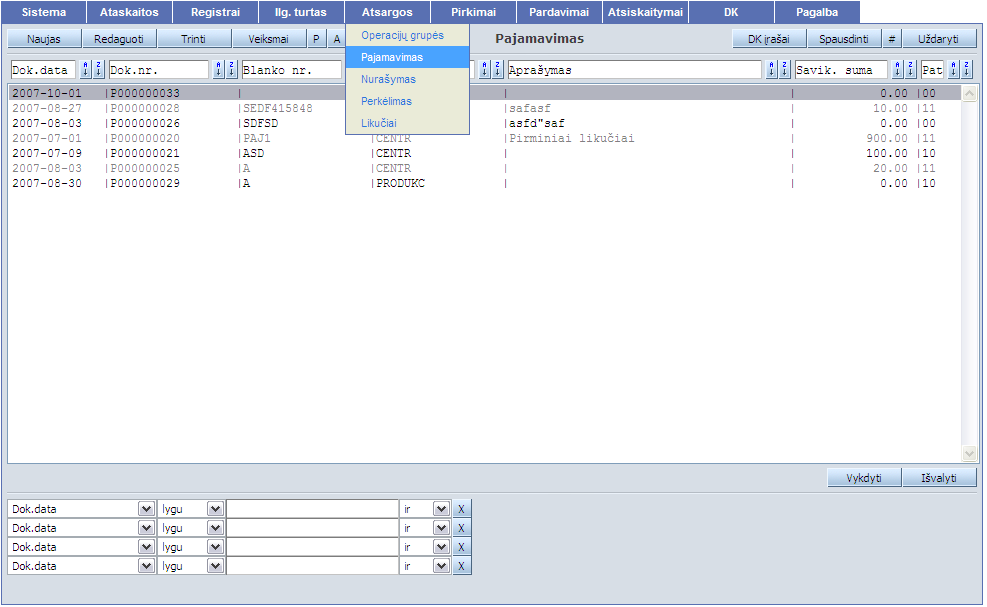 Sistema Ataskaitos Registrai Ilg. turtas Atsargos Pirkimai Pardavimai Atsiskaitymai DK Pagalba
Naujas Redaguoti Trinti Veiksmai P A Operacijų grupės Pajamavimas DK įrašai Spausdinti # Uždaryti
Pajamavimas
Nurašymas
Perkėlimas
Likučiai
Dok.data Dok.nr. Blanko nr. Aprašymas Savik. suma Pat
2007-10-01 |P000000033 | | | 0.00 |00
2007-08-27 |P000000028 |SEDF415848 |safasf | 10.00 |11
2007-08-03 |P000000026 |SDFSD |asfd"saf | 0.00 |00
2007-07-01 |P000000020 |PAJ1 |CENTR |Pirminiai likučiai | 900.00 |11
2007-07-09 |P000000021 |ASD |CENTR | | 100.00 |10
2007-08-03 |P000000025 |A |CENTR | | 20.00 |11
2007-08-30 |P000000029 |A |PRODUKC | | 0.00 |10
Vykdyti Išvalyti
Dok.data lygu ir X
Dok.data lygu ir X
Dok.data lygu ir X
Dok.data lygu ir X